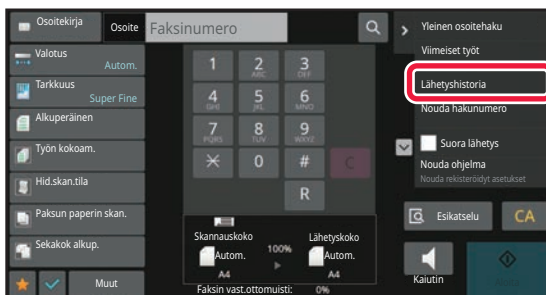 Osoitekirja
Osoite
Faksinumero
Valotus
Autom.
Tarkkuus
Super Fine
Alkuperäinen
Työn kokoam.
Hid.skan.tila
Paksun paperin skan.
Sekakok alkup.
Muut
1
2
ABC
3
DEF
4
GHI
5
JKL
6
MNO
7
PQRS
8
TUV
9
WXYZ
0
#
C
R
Skannauskoko
Autom.
A4
100%
Lähetyskoko
Autom.
A4
Faksin vast.ottomuisti: 0%
Yleinen osoitehaku
Viimeiset työt
Lähetyshistoria
Nouda hakunumero
Suora lähetys
Nouda ohjelma
Nouda rekisteröidyt asetukset
Esikatselu
CA
Kaiutin